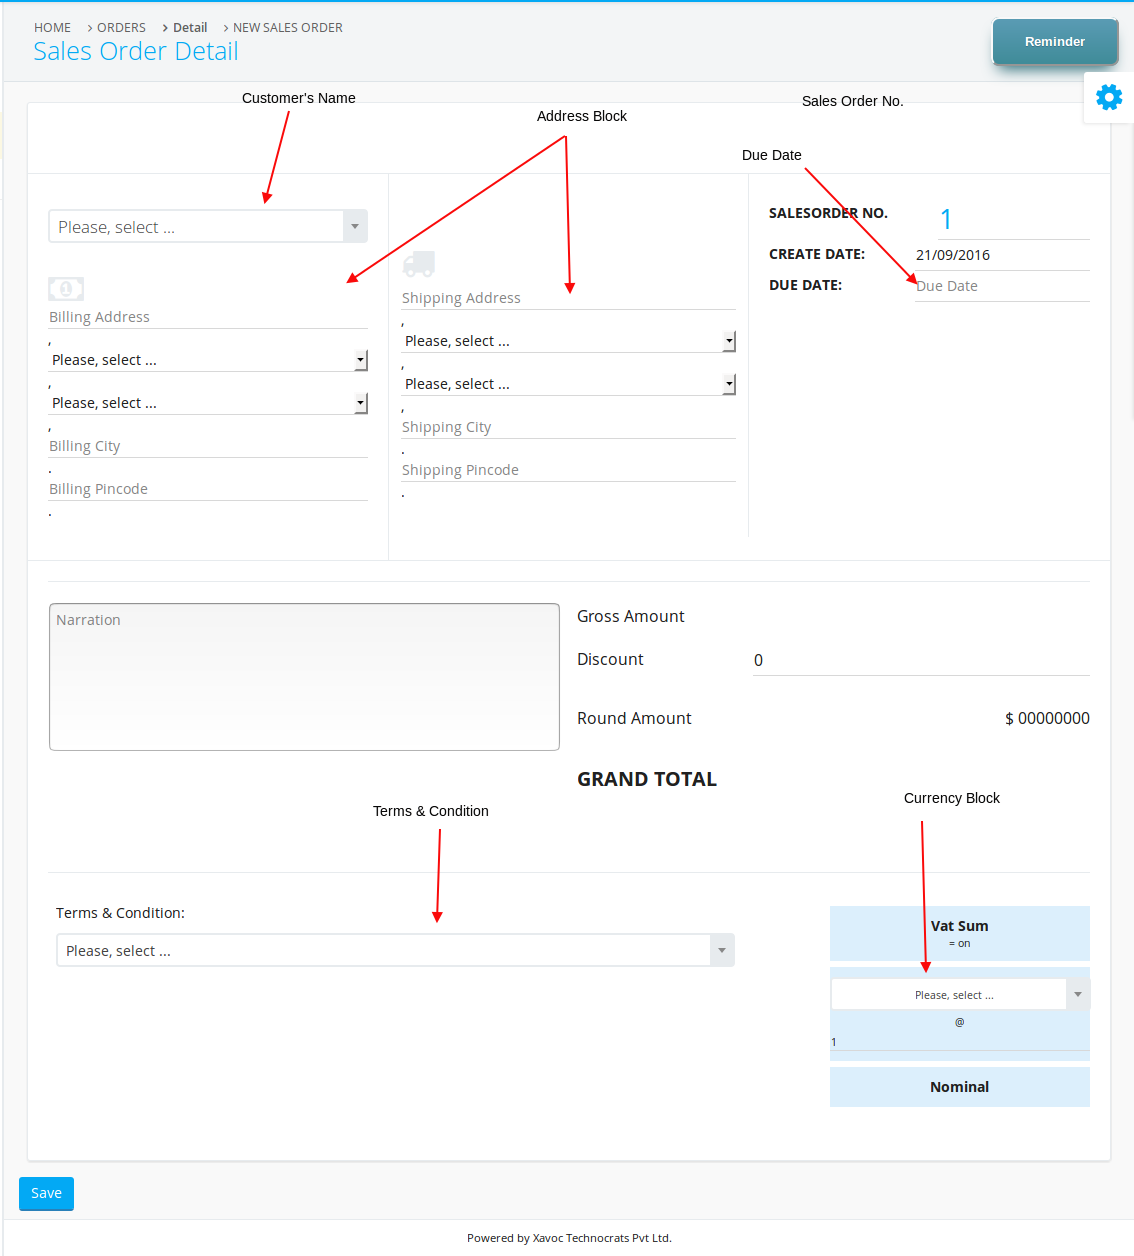 HOME > ORDERS > Detail > NEW SALES ORDER
Sales Order Detail
Reminder
Customer's Name
Address Block
Sales Order No.
Due Date
Please, select ...
1
Billing Address
,
Please, select ...
,
Please, select ...
,
Billing City
.
Billing Pincode
.
Shipping Address
,
Please, select ...
,
Please, select ...
,
Shipping City
.
Shipping Pincode
.
SALESORDER NO. 1
CREATE DATE: 21/09/2016
DUE DATE: Due Date
Narration
Gross Amount
Discount 0
Round Amount $ 00000000
GRAND TOTAL
Terms & Condition
Currency Block
Terms & Condition:
Please, select ...
Vat Sum
= on
Please, select ...
@
1
Nominal
Save
Powered by Xavoc Technocrats Pvt Ltd.